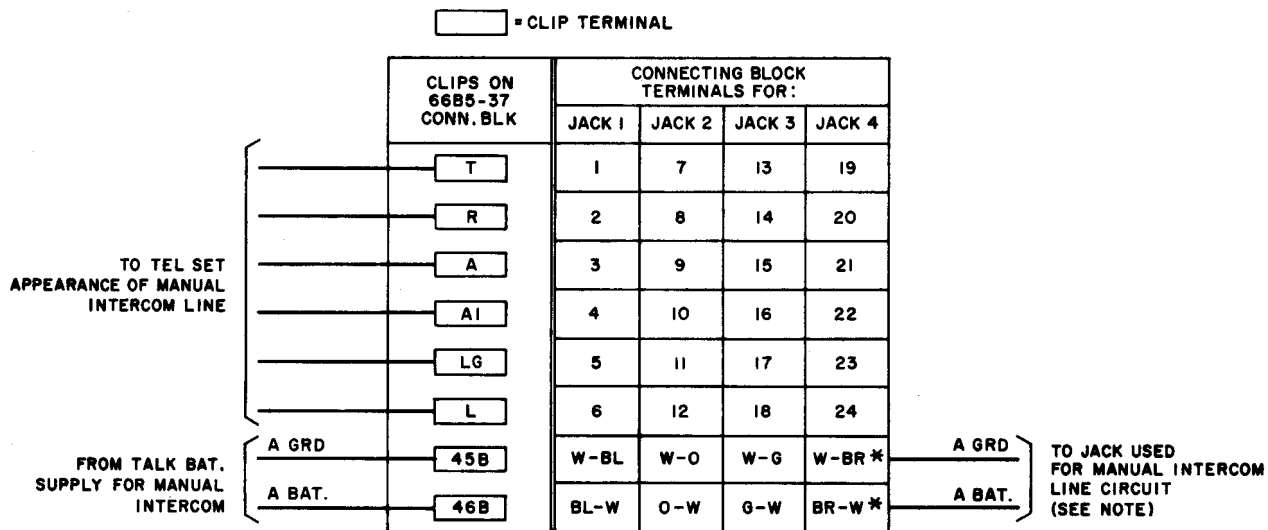 = CLIP TERMINAL
CLIPS ON
66B5-37
CONN. BLK
CONNECTING BLOCK
TERMINALS FOR:
JACK 1 JACK 2 JACK 3 JACK 4
T 1 7 13 19
R 2 8 14 20
A 3 9 15 21
A1 4 10 16 22
LG 5 11 17 23
L 6 12 18 24
TO TEL SET
APPEARANCE OF MANUAL
INTERCOM LINE
A GRD 45B W-BL W-O W-G W-BR* A GRD
A BAT. 46B BL-W O-W G-W BR-W* A BAT.
FROM TALK BAT.
SUPPLY FOR MANUAL
INTERCOM
TO JACK USED
FOR MANUAL INTERCOM
LINE CIRCUIT
(SEE NOTE)